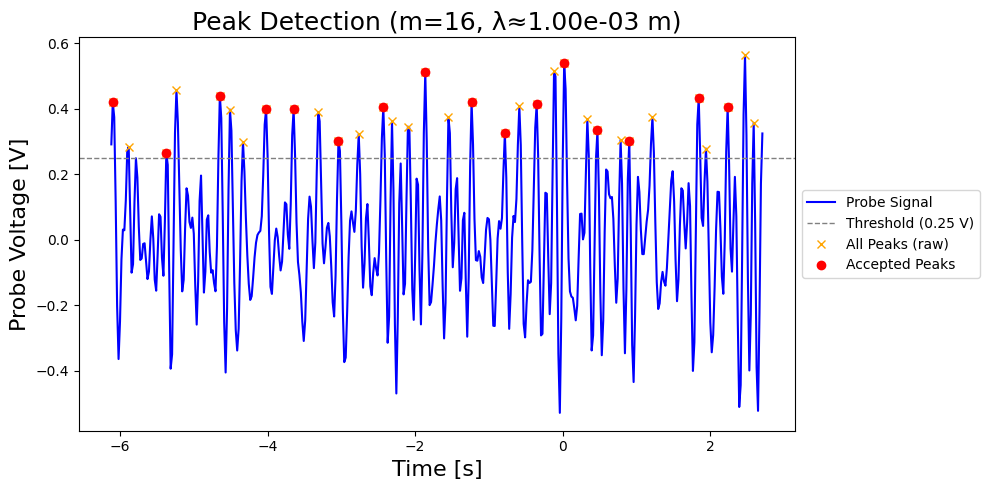 Peak Detection (m=16, λ≈1.00e-03 m)
0.6
0.4
0.2
0.0
−0.2
−0.4
Probe Voltage [V]
−6
−4
−2
0
2
Time [s]
Probe Signal
Threshold (0.25 V)
All Peaks (raw)
Accepted Peaks